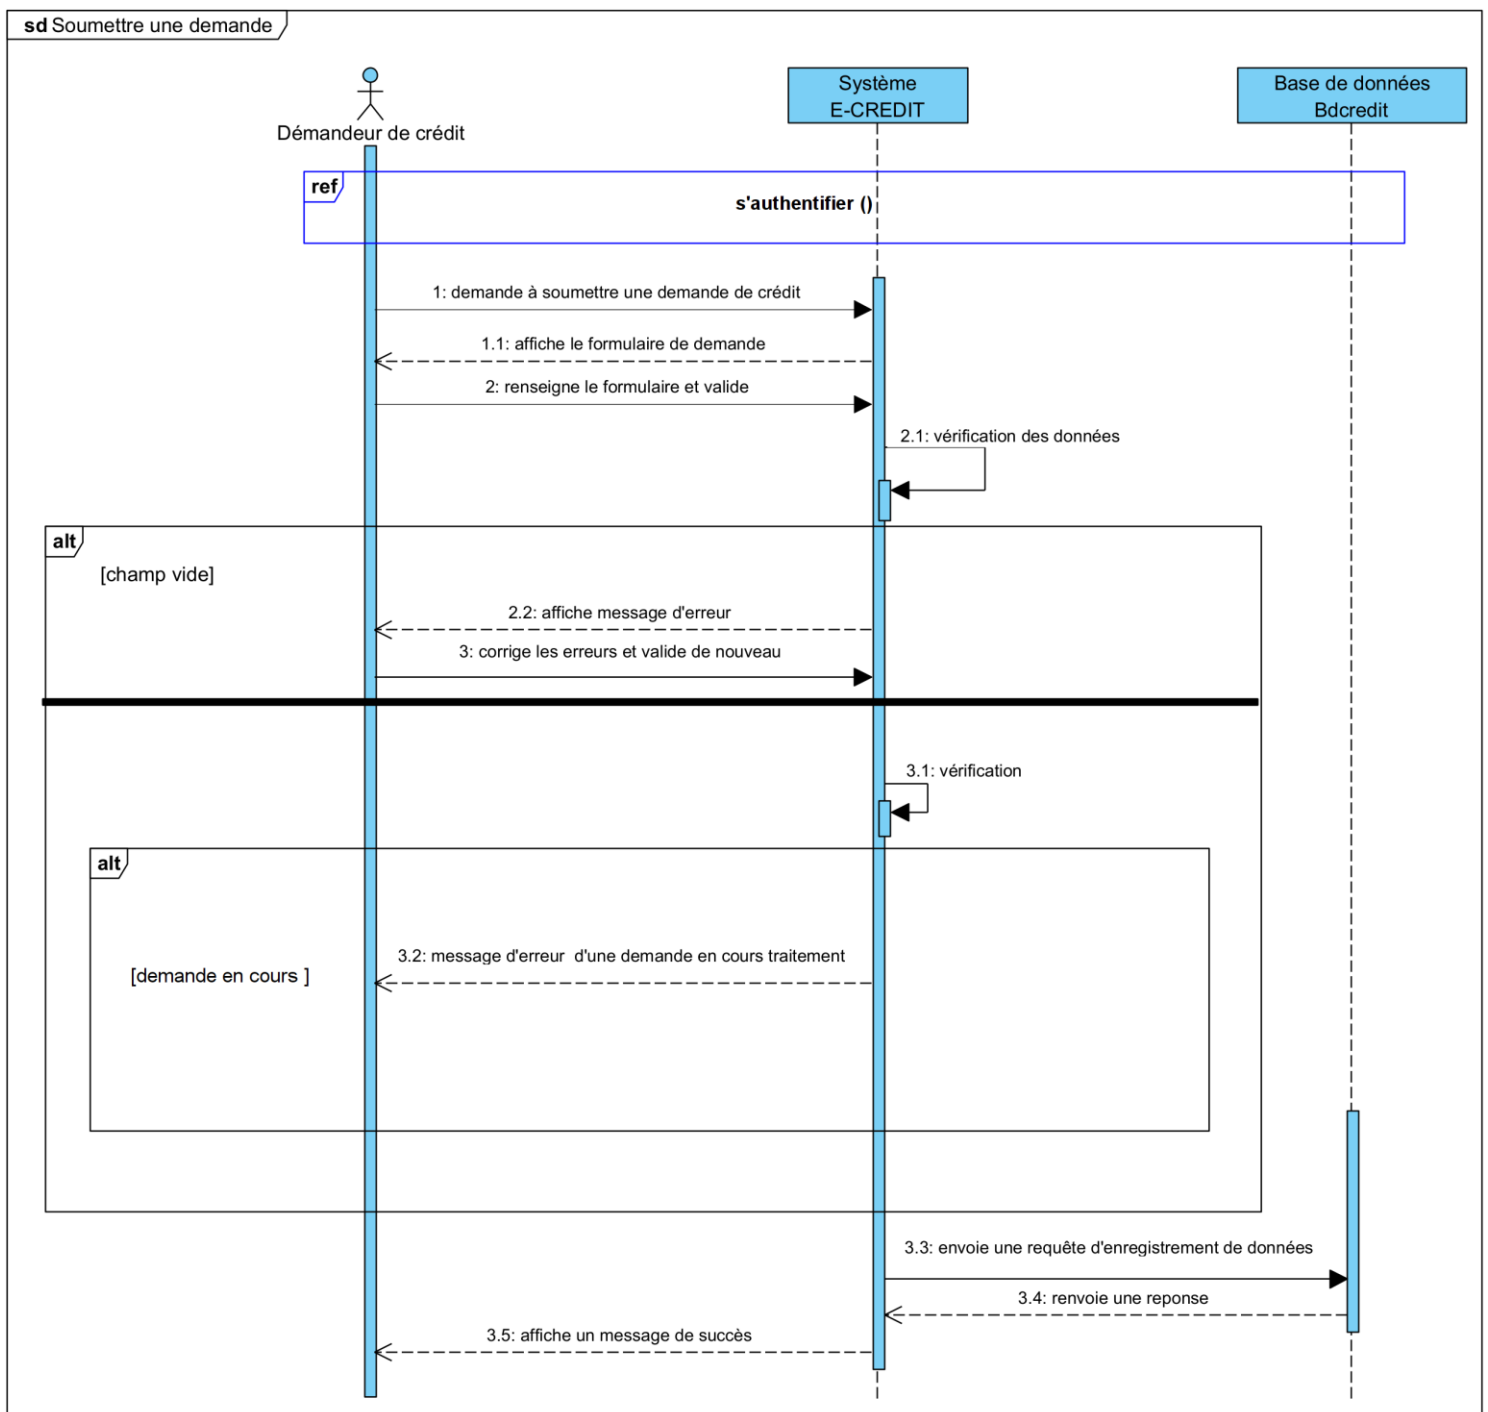 sd Soumettre une demande
Démandeur de crédit
Système
E-CREDIT
Base de données
Bdcredit
ref
s'authentifier ()
1: demande à soumettre une demande de crédit
1.1: affiche le formulaire de demande
2: renseigne le formulaire et valide
2.1: vérification des données
alt
[champ vide]
2.2: affiche message d'erreur
3: corrige les erreurs et valide de nouveau
3.1: vérification
alt
3.2: message d'erreur d'une demande en cours traitement
[demande en cours ]
3.3: envoie une requête d'enregistrement de données
3.4: renvoie une reponse
3.5: affiche un message de succès